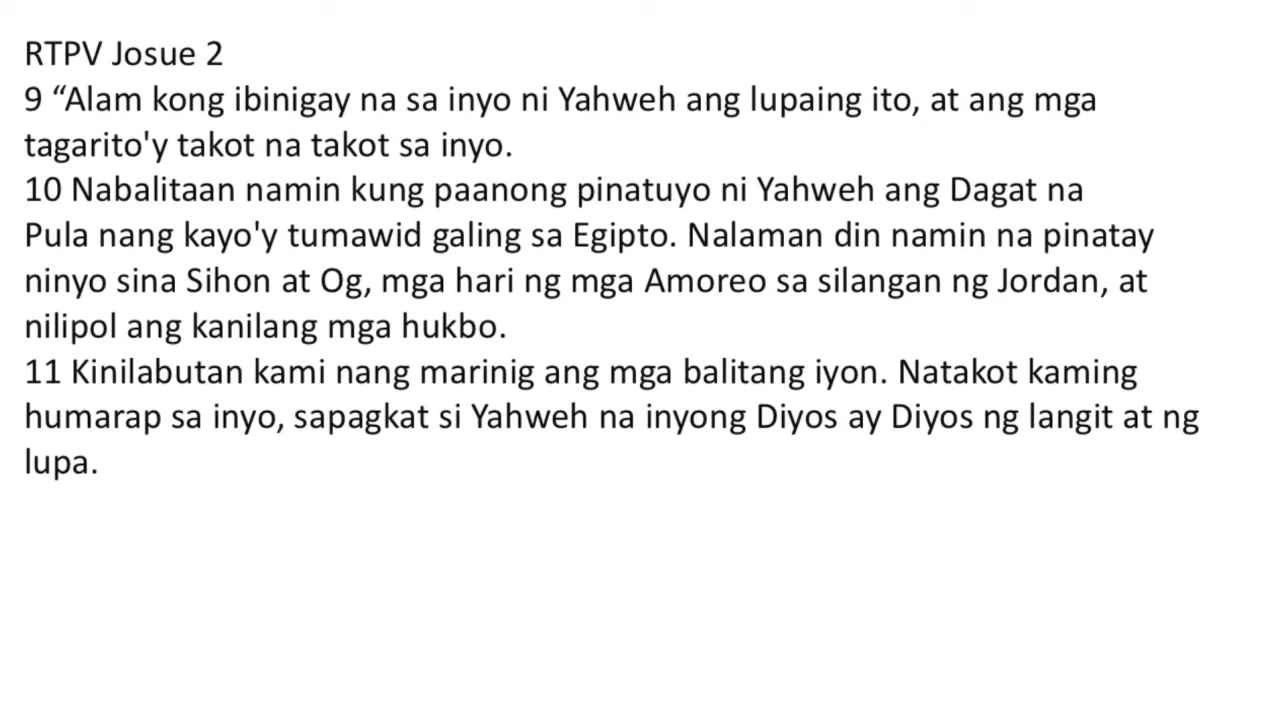 RTPV Josue 2
9 “Alam kong ibinigay na sa inyo ni Yahweh ang lupaing ito, at ang mga
tagarito'y takot na takot sa inyo.
10 Nabalitaan namin kung paanong pinatuyo ni Yahweh ang Dagat na
Pula nang kayo'y tumawid galing sa Egipto. Nalaman din namin na pinatay
ninyo sina Sihon at Og, mga hari ng mga Amoreo sa silangan ng Jordan, at
nilipol ang kanilang mga hukbo.
11 Kinilabutan kami nang marinig ang mga balitang iyon. Natakot kaming
humarap sa inyo, sapagkat si Yahweh na inyong Diyos ay Diyos ng langit at ng
lupa.